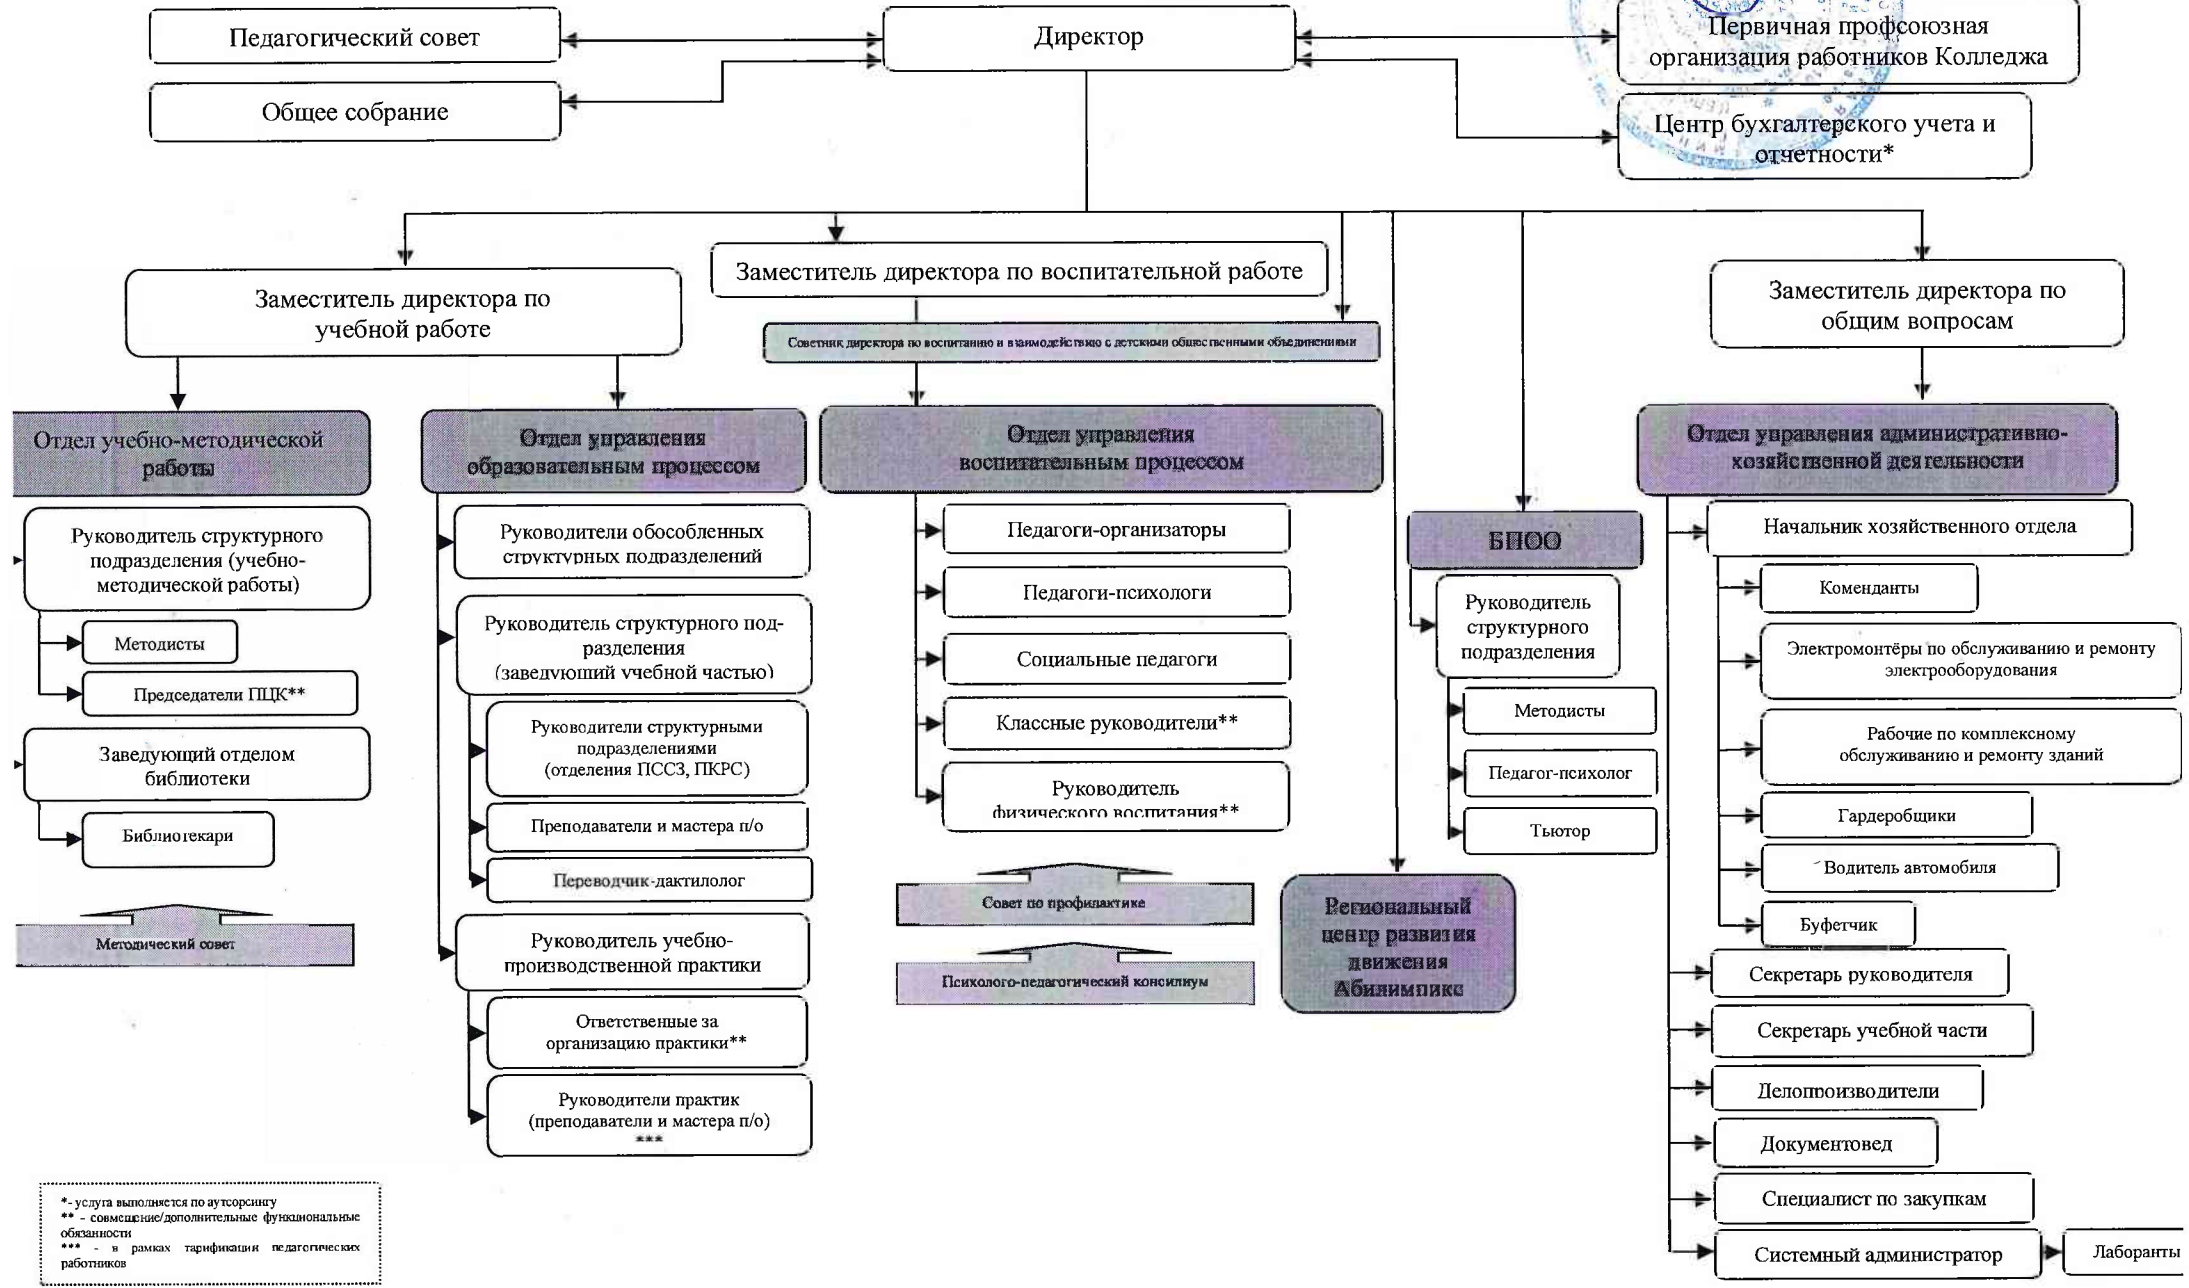 Педагогический совет
Директор
Первичная профсоюзная
организация работников Колледжа
Общее собрание
Центр бухгалтерского учета и
отчетности*
Заместитель директора по
учебной работе
Заместитель директора по воспитательной работе
Советник директора по воспитанию и взаимодействию с детскими общественными объединениями
Заместитель директора по
общим вопросам
Отдел учебно-методической
работы
Руководитель структурного
подразделения (учебно-
методической работы)
Методисты
Председатели ПЦК**
Заведующий отделом
библиотеки
Библиотекари
Методический совет
Отдел управления
образовательным процессом
Руководители обособленных
структурных подразделений
Руководитель структурного под-
разделения
(заведующий учебной частью)
Руководители структурными
подразделениями
(отделения ПССЗ, ПКРС)
Преподаватели и мастера п/о
Переводчик-дактилолог
Руководитель учебно-
производственной практики
Ответственные за
организацию практики**
Руководители практик
(преподаватели и мастера п/о)
***
Отдел управления
воспитательным процессом
Педагоги-организаторы
Педагоги-психологи
Социальные педагоги
Классные руководители**
Руководитель
физического воспитания**
Совет по профилактике
Психолого-педагогический консилиум
Региональный
центр развития
движения
Абилимпикс
БПОО
Руководитель
структурного
подразделения
Методисты
Педагог-психолог
Тьютор
Отдел управления административно-
хозяйственной деятельности
Начальник хозяйственного отдела
Коменданты
Электромонтёры по обслуживанию и ремонту
электрооборудования
Рабочие по комплексному
обслуживанию и ремонту зданий
Гардеробщики
Водитель автомобиля
Буфетчик
Секретарь руководителя
Секретарь учебной части
Делопроизводители
Документовед
Специалист по закупкам
Системный администратор
Лаборанты
*- услуга выполняется по аутсорсингу
** - совмещение/дополнительные функциональные
обязанности
*** - в рамках тарификации педагогических
работников